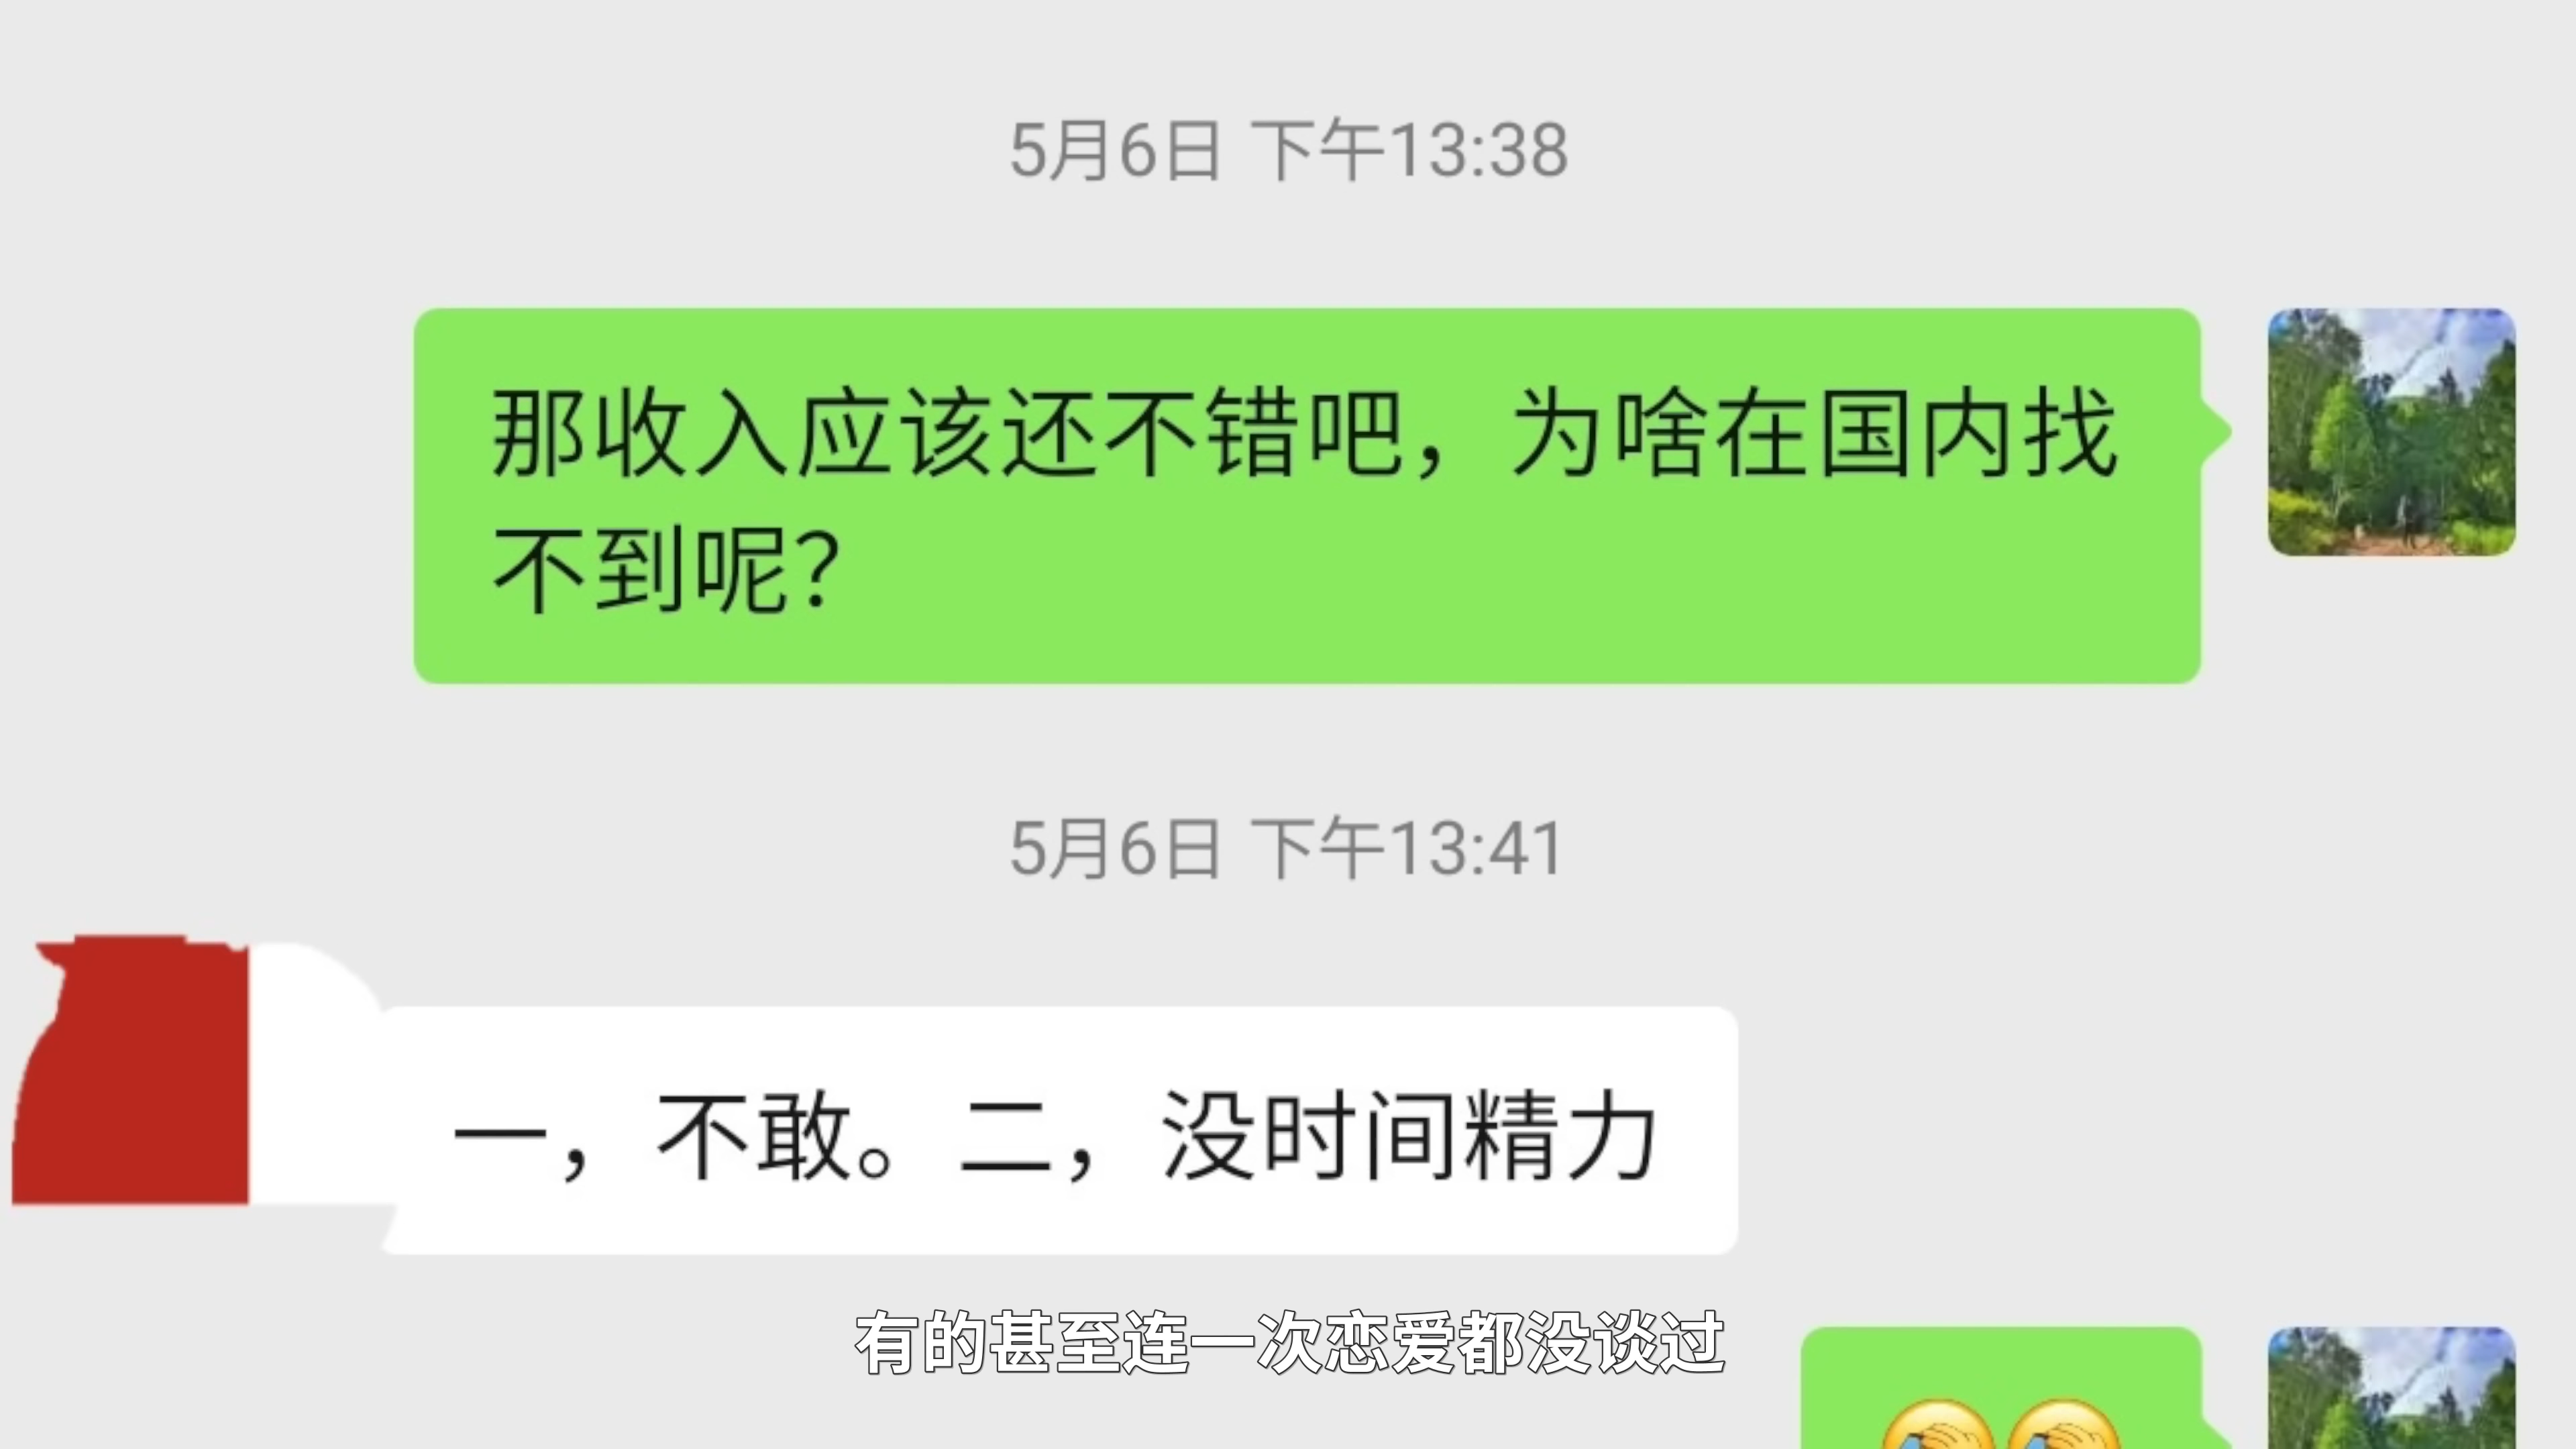 5月6日 下午13:38
那收入应该还不错吧，为啥在国内找
不到呢？
5月6日 下午13:41
一，不敢。二，没时间精力
有的甚至连一次恋爱都没谈过